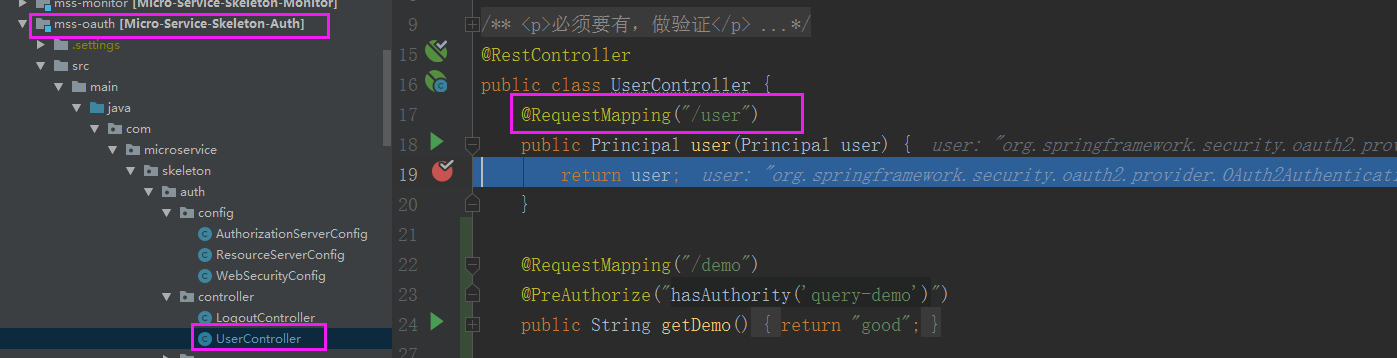 mss-monitor [Micro-Service-Skeleton-Monitor]
mss-oauth [Micro-Service-Skeleton-Auth]
.settings
src
main
java
com
microservice
skeleton
auth
config
AuthorizationServerConfig
ResourceServerConfig
WebSecurityConfig
controller
LogoutController
UserController
9 /** <p>必须要有，做验证</p> ...*/
15 @RestController
16 public class UserController {
17 @RequestMapping("/user")
18 public Principal user(Principal user) { user: "org.springframework.security.oauth2.prov
19 return user; user: "org.springframework.security.oauth2.provider.OAuth2Authenticati
20 }
21
22 @RequestMapping("/demo")
23 @PreAuthorize("hasAuthority('query-demo')")
24 public String getDemo() { return "good"; }
27